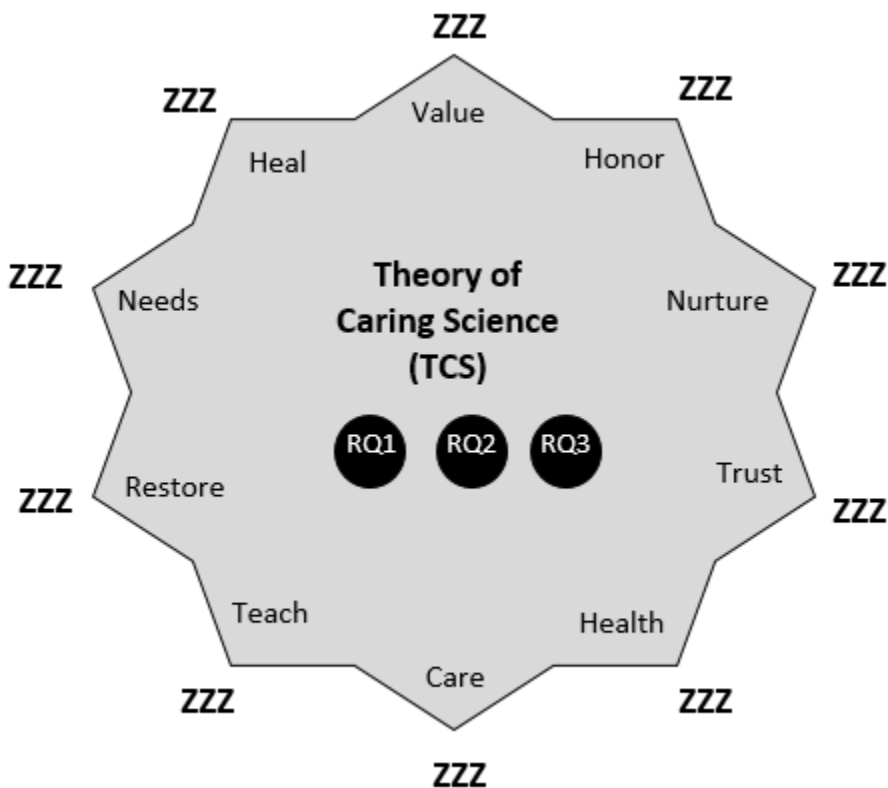 ZZZ
ZZZ
ZZZ
Value
Heal
Honor
ZZZ
ZZZ
Needs
Nurture
Theory of
Caring Science
(TCS)
RQ1 RQ2 RQ3
Restore
Trust
ZZZ
ZZZ
Teach
Health
Care
ZZZ
ZZZ
ZZZ